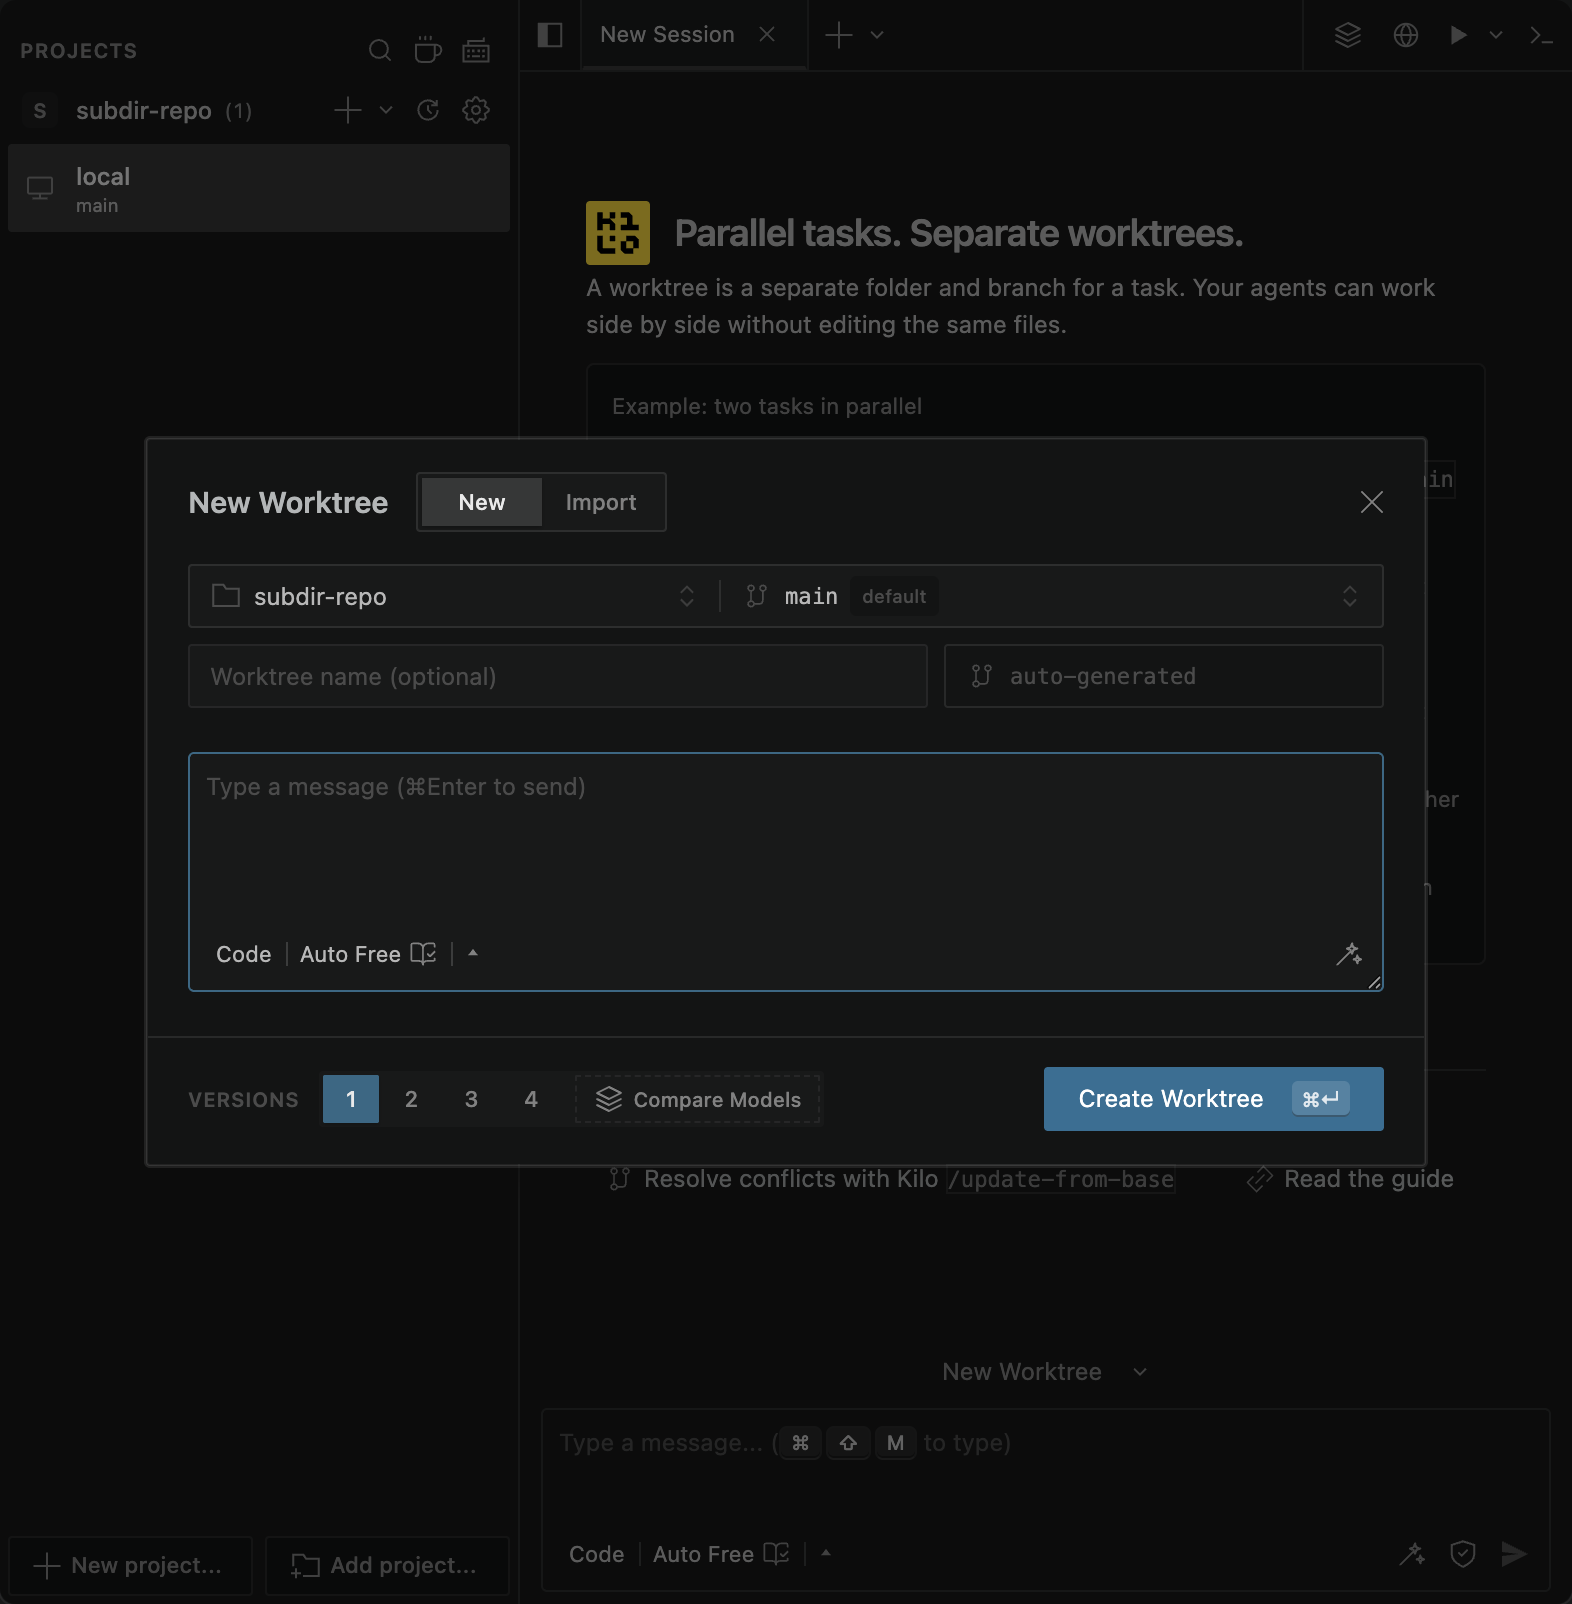 PROJECTS
New Session
S subdir-repo (1)
local
main
Parallel tasks. Separate worktrees.
A worktree is a separate folder and branch for a task. Your agents can work
side by side without editing the same files.
Example: two tasks in parallel
New Worktree New Import
subdir-repo main default
Worktree name (optional) auto-generated
Type a message (⌘Enter to send)
Code Auto Free
VERSIONS 1 2 3 4 Compare Models Create Worktree ⌘↵
Resolve conflicts with Kilo /update-from-base Read the guide
New Worktree
Type a message... (⌘ ⇧ M to type)
Code Auto Free
New project... Add project...